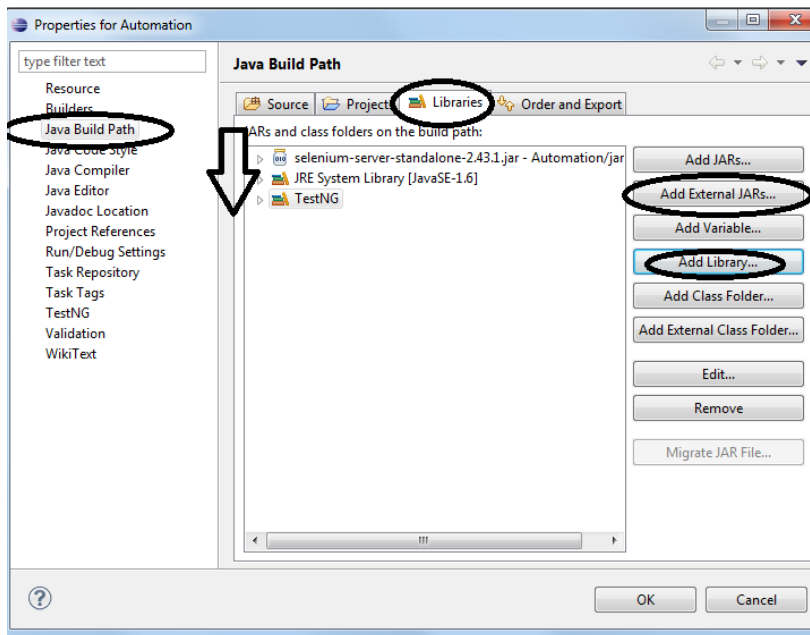 Properties for Automation
type filter text
Resource
Builders
Java Build Path
Java Code Style
Java Compiler
Java Editor
Javadoc Location
Project References
Run/Debug Settings
Task Repository
Task Tags
TestNG
Validation
WikiText
Java Build Path
Source Projects Libraries Order and Export
JARs and class folders on the build path:
selenium-server-standalone-2.43.1.jar - Automation/jar
JRE System Library [JavaSE-1.6]
TestNG
Add JARs...
Add External JARs...
Add Variable...
Add Library...
Add Class Folder...
Add External Class Folder...
Edit...
Remove
Migrate JAR File...
OK
Cancel